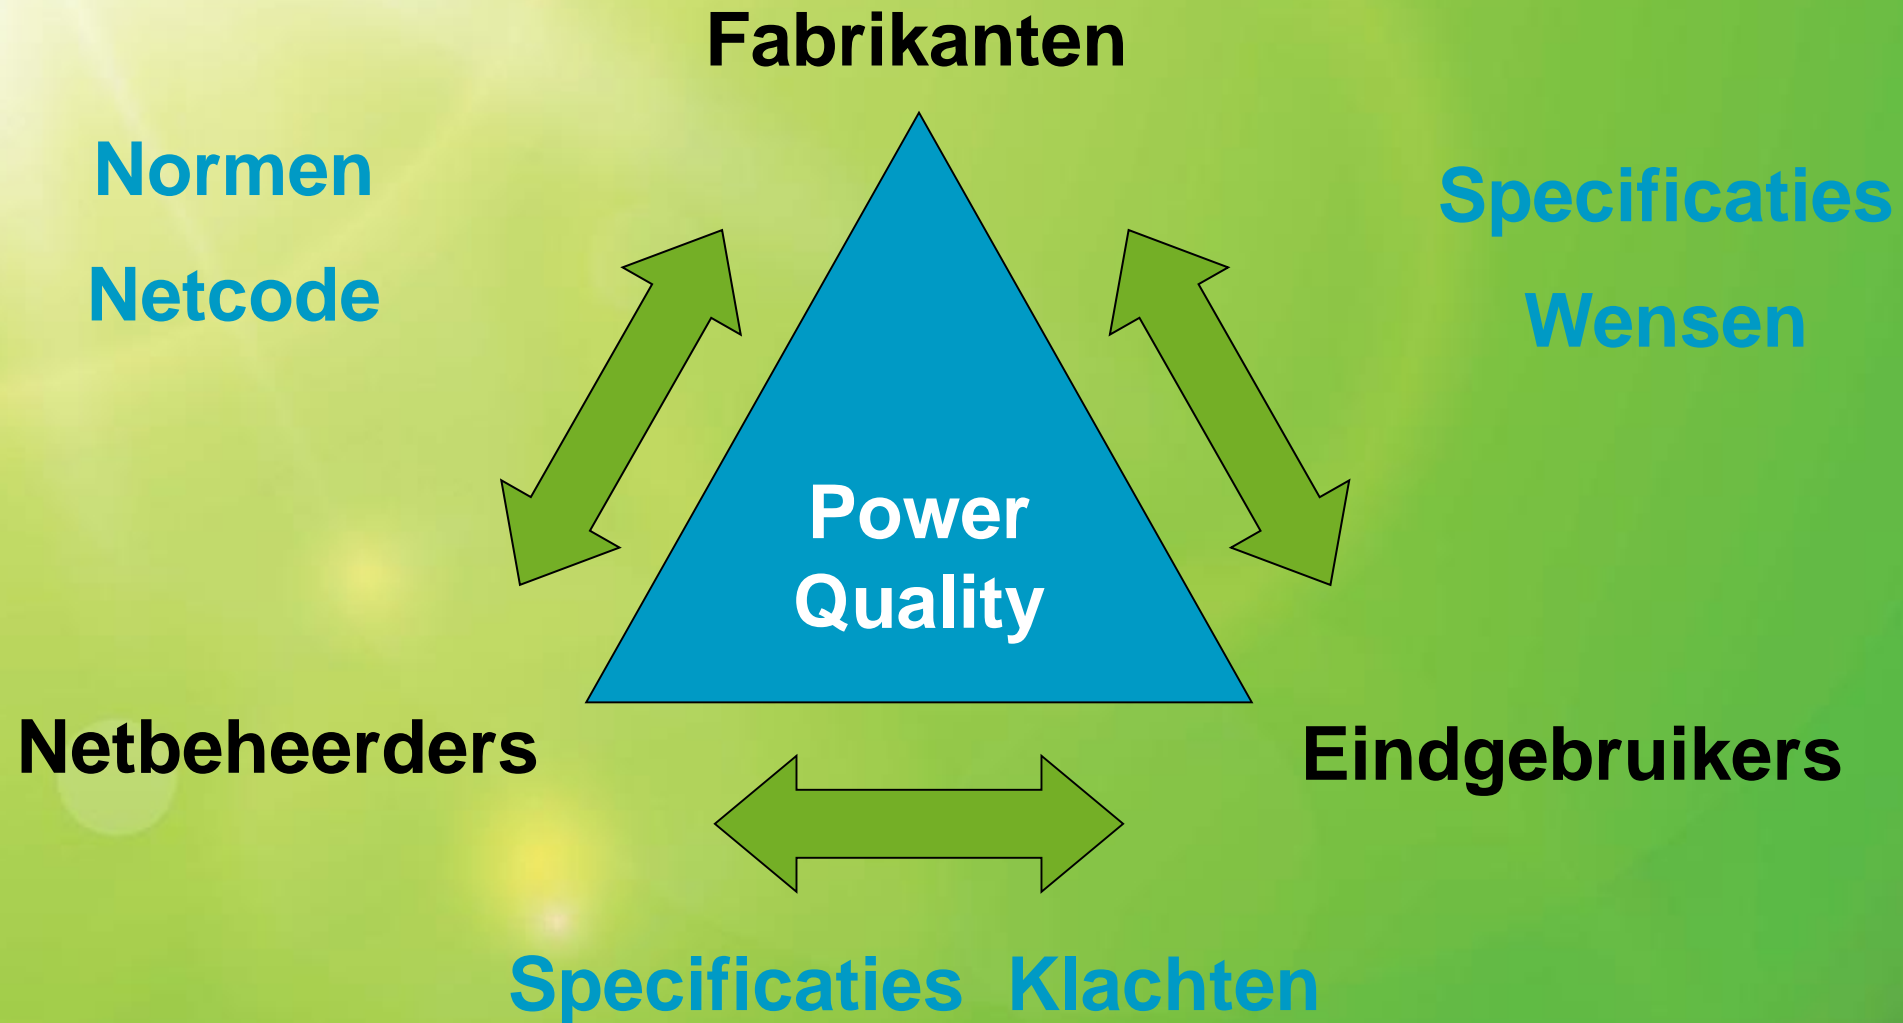 Fabrikanten
Normen
Netcode
Specificaties
Wensen
Power
Quality
Netbeheerders
Eindgebruikers
Specificaties Klachten